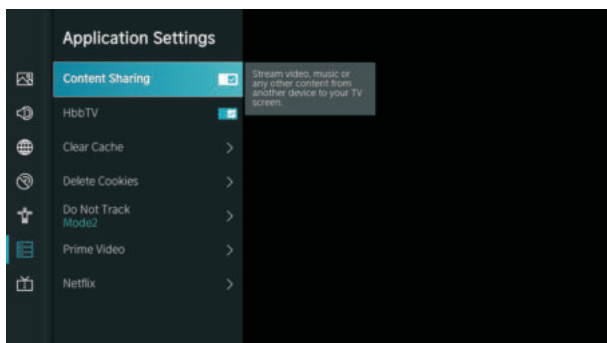 Application Settings
Content Sharing
Stream video, music or
any other content from
another device to your TV
screen.
HbbTV
Clear Cache
Delete Cookies
Do Not Track
Mode2
Prime Video
Netflix